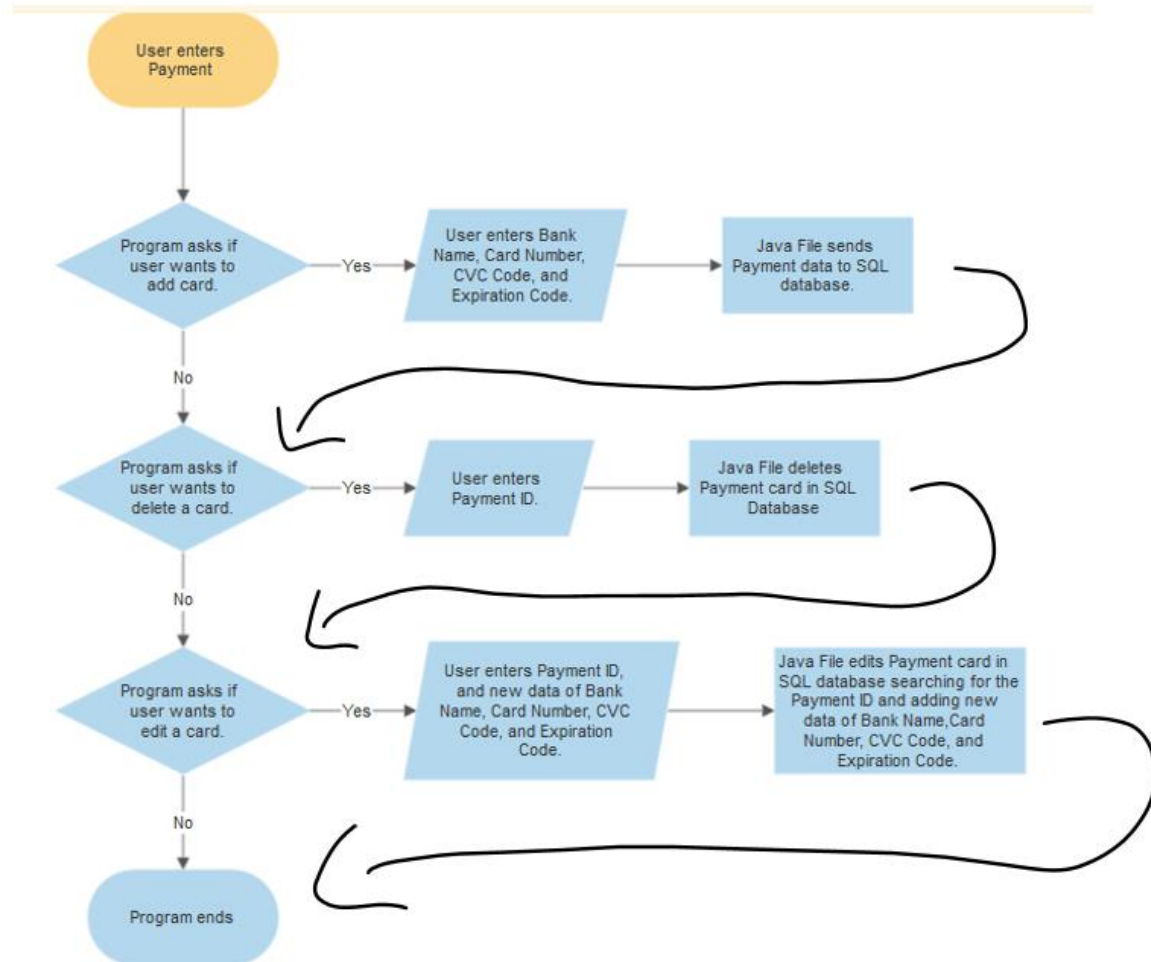 User enters
Payment
Program asks if
user wants to
add card.
Yes
User enters Bank
Name, Card Number,
CVC Code, and
Expiration Code.
Java File sends
Payment data to SQL
database.
No
Program asks if
user wants to
delete a card.
Yes
User enters
Payment ID.
Java File deletes
Payment card in SQL
Database
No
Program asks if
user wants to
edit a card.
Yes
User enters Payment ID,
and new data of Bank
Name, Card Number, CVC
Code, and Expiration
Code.
Java File edits Payment card in
SQL database searching for the
Payment ID and adding new
data of Bank Name,Card
Number, CVC Code, and
Expiration Code.
No
Program ends